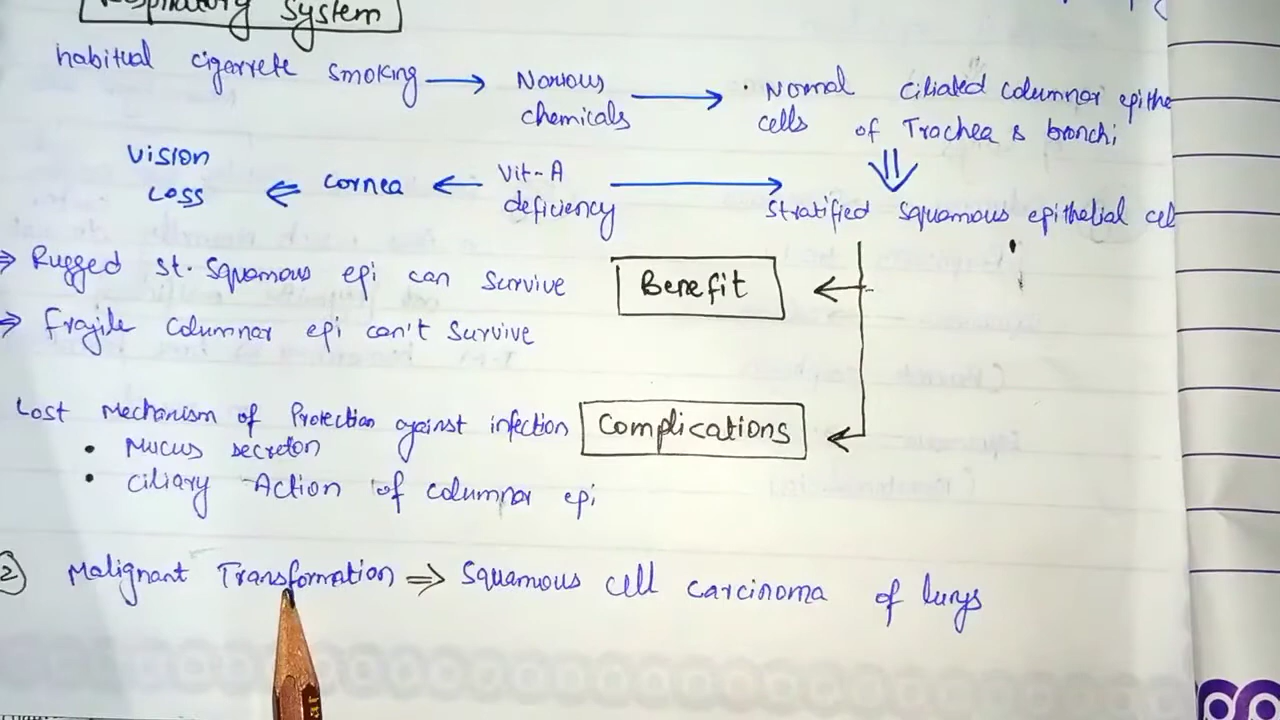 Respiratory System
habitual cigarrete smoking → Noxious chemicals → • Normal ciliated columnar epithe
cells of Trachea & bronchi
⇓
Vision Loss ⇐ cornea ← Vit-A deficiency → Stratified Squamous epithelial cel
⇒ Rugged st. Squamous epi can survive
Benefit ←
⇒ fragile columnar epi can't survive
Lost Mechanism of Protection against infection
Complications ←
• Mucus secreton
• ciliary Action of columnar epi
2) Malignant Transformation ⇒ Squamous cell carcinoma of lungs